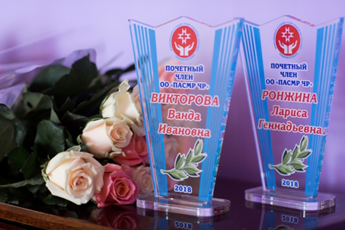 ПОЧЕТНЫЙ
ЧЛЕН
ОО «ПАСМР ЧР»
ВИКТОРОВА
Ванда
Ивановна
2018
ПОЧЕТНЫЙ
ЧЛЕН
ОО «ПАСМР ЧР»
РОНЖИНА
Лариса
Геннадьевна
2018